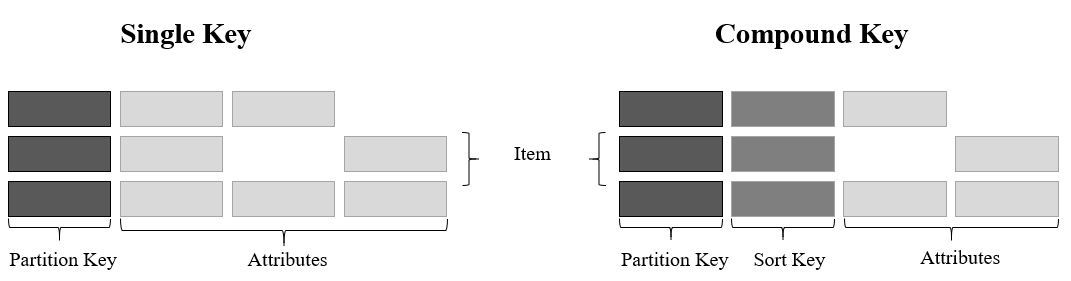 Single Key
Compound Key
Item
Partition Key
Attributes
Partition Key
Sort Key
Attributes